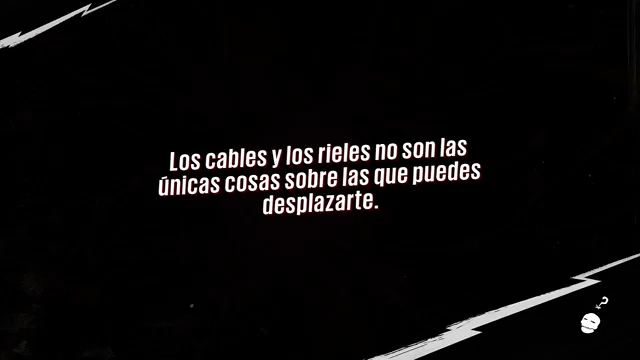 Los cables y los rieles no son las
únicas cosas sobre las que puedes
desplazarte.